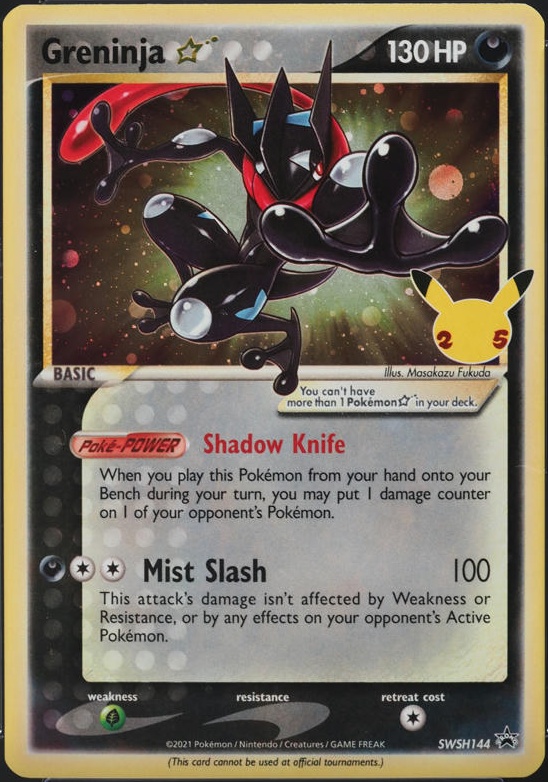 Greninja ☆ 130 HP
2 5
BASIC
Illus. Masakazu Fukuda
You can't have
more than 1 Pokémon☆ in your deck.
Poké-POWER Shadow Knife
When you play this Pokémon from your hand onto your
Bench during your turn, you may put 1 damage counter
on 1 of your opponent's Pokémon.
Mist Slash 100
This attack's damage isn't affected by Weakness or
Resistance, or by any effects on your opponent's Active
Pokémon.
weakness resistance retreat cost
©2021 Pokémon / Nintendo / Creatures / GAME FREAK SWSH144
(This card cannot be used at official tournaments.)